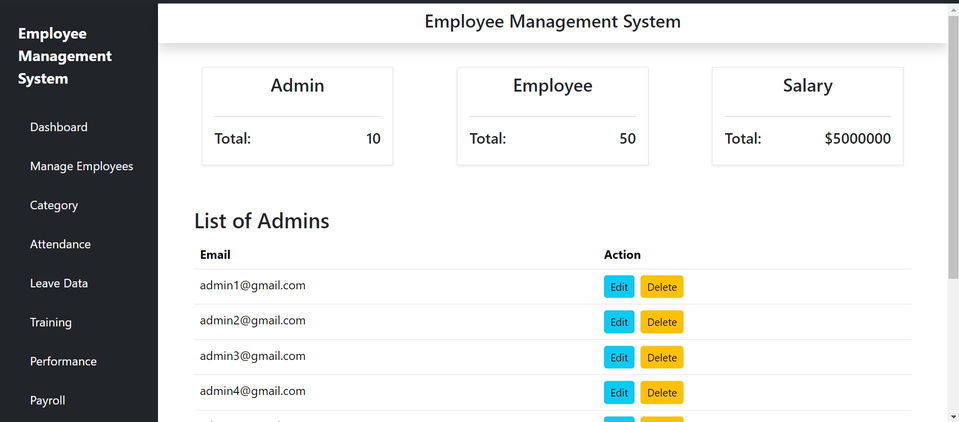 Employee
Management
System
Dashboard
Manage Employees
Category
Attendance
Leave Data
Training
Performance
Payroll
Employee Management System
Admin
Total: 10
Employee
Total: 50
Salary
Total: $5000000
List of Admins
Email Action
admin1@gmail.com Edit Delete
admin2@gmail.com Edit Delete
admin3@gmail.com Edit Delete
admin4@gmail.com Edit Delete